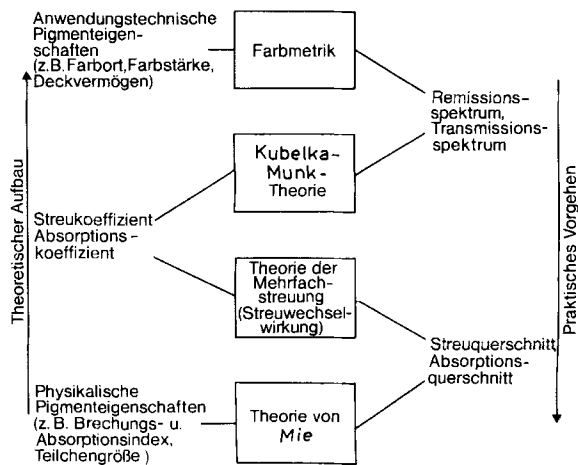 Anwendungstechnische
Pigmenteigen-
schaften
(z.B. Farbort, Farbstärke,
Deckvermögen)
Farbmetrik
Remissions-
spektrum,
Transmissions-
spektrum
Kubelka-
Munk-
Theorie
Streukoeffizient
Absorptions-
koeffizient
Theorie der
Mehrfach-
streuung
(Streuwechsel-
wirkung)
Streuquerschnitt,
Absorptions-
querschnitt
Physikalische
Pigmenteigenschaften
(z.B. Brechungs- u.
Absorptionsindex,
Teilchengröße)
Theorie von
Mie
Theoretischer Aufbau
Praktisches Vorgehen